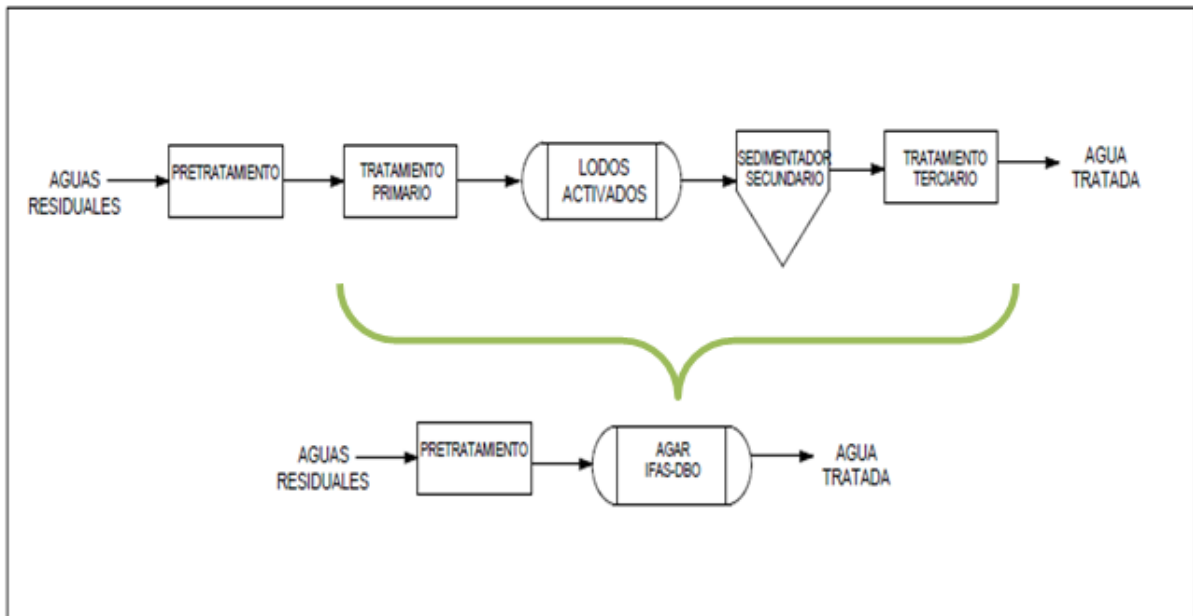 AGUAS
RESIDUALES
PRETRATAMIENTO
TRATAMIENTO
PRIMARIO
LODOS
ACTIVADOS
SEDIMENTADOR
SECUNDARIO
TRATAMIENTO
TERCIARIO
AGUA
TRATADA
AGUAS
RESIDUALES
PRETRATAMIENTO
AGAR
IFAS-DBO
AGUA
TRATADA